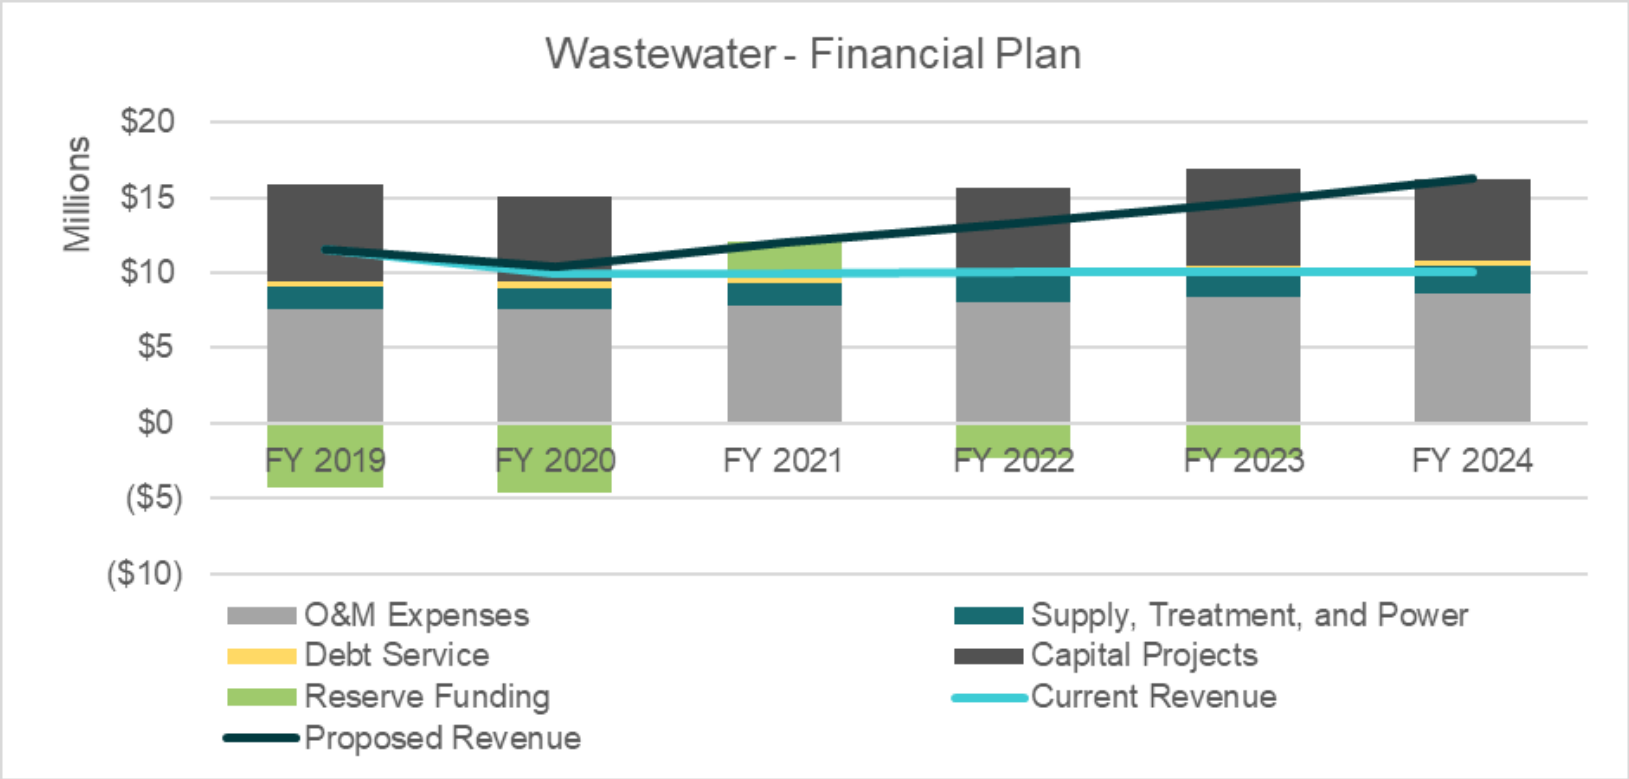 Wastewater - Financial Plan
Millions
$20
$15
$10
$5
$0
($5)
($10)
FY 2019 FY 2020 FY 2021 FY 2022 FY 2023 FY 2024
O&M Expenses Supply, Treatment, and Power
Debt Service Capital Projects
Reserve Funding Current Revenue
Proposed Revenue